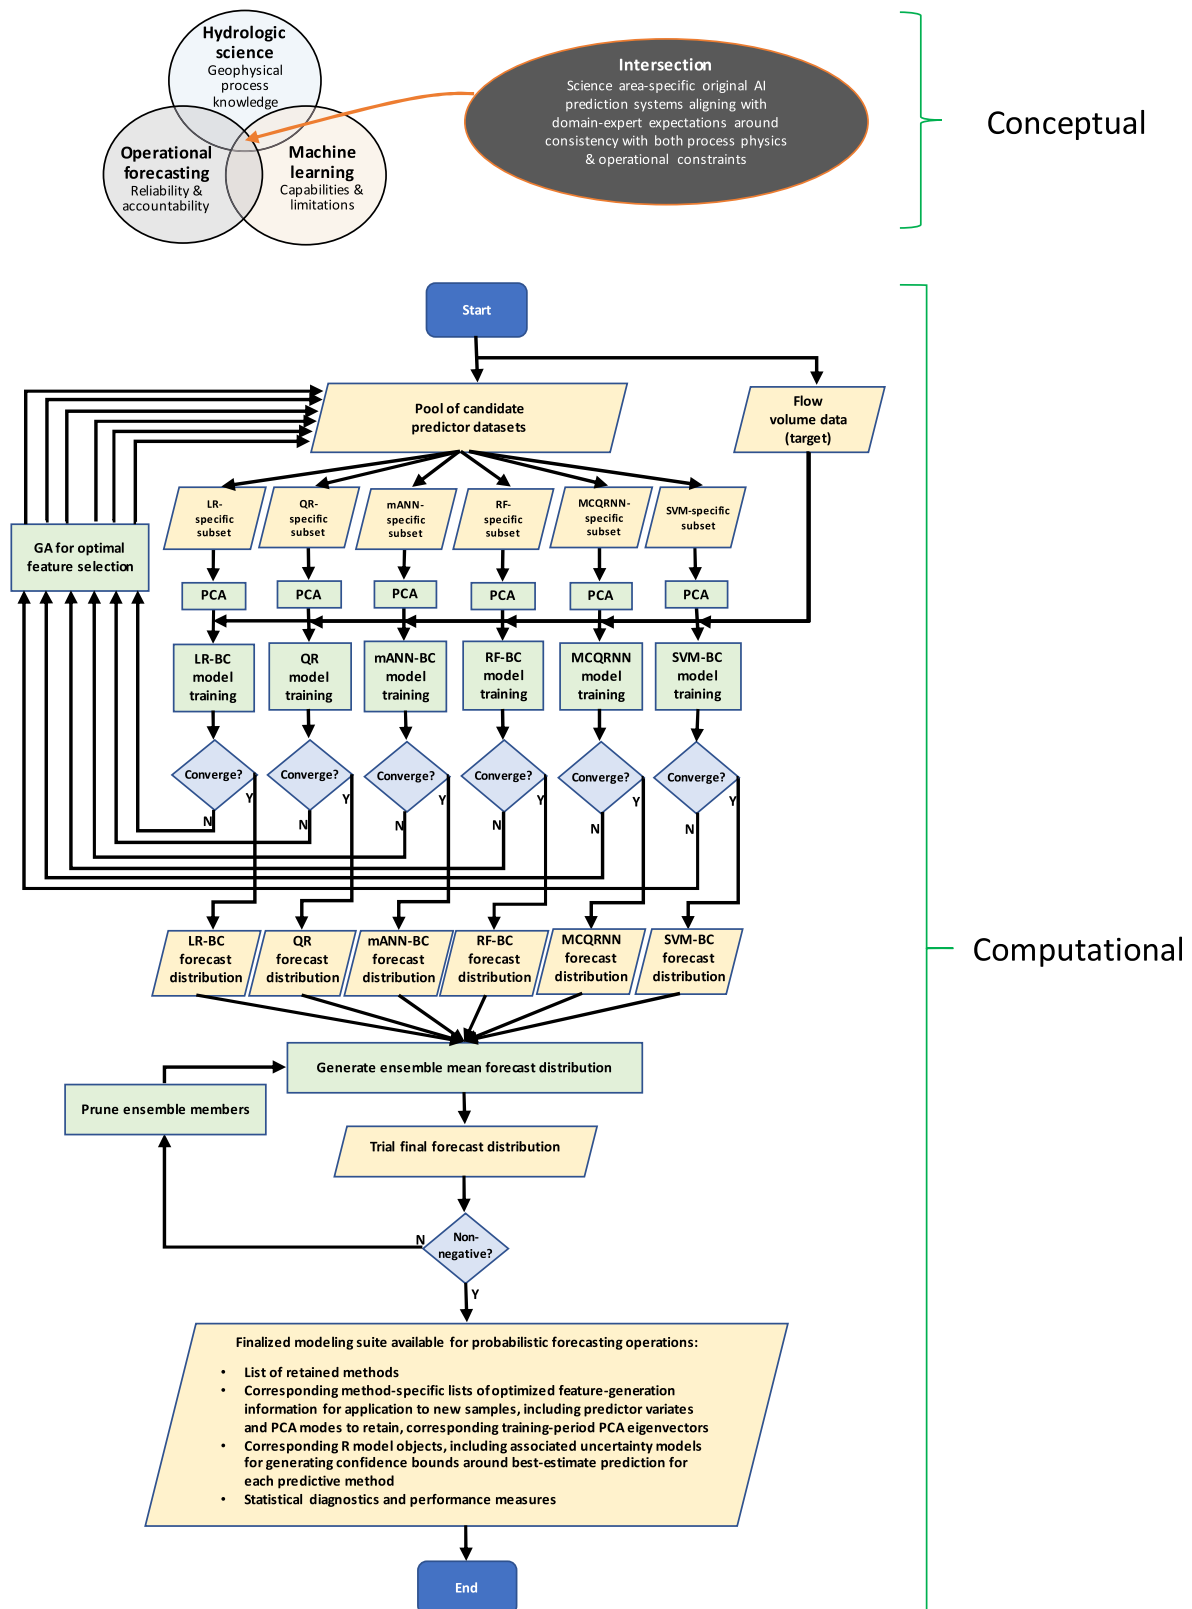 Hydrologic
science
Geophysical
process
knowledge
Operational
forecasting
Reliability &
accountability
Machine
learning
Capabilities &
limitations
Intersection
Science area-specific original AI
prediction systems aligning with
domain-expert expectations around
consistency with both process physics
& operational constraints
Conceptual
Start
Pool of candidate
predictor datasets
Flow
volume data
(target)
LR-
specific
subset
QR-
specific
subset
mANN-
specific
subset
RF-
specific
subset
MCQRNN-
specific
subset
SVM-specific
subset
GA for optimal
feature selection
PCA
PCA
PCA
PCA
PCA
PCA
LR-BC
model
training
QR
model
training
mANN-BC
model
training
RF-BC
model
training
MCQRNN
model
training
SVM-BC
model
training
Converge?
Converge?
Converge?
Converge?
Converge?
Converge?
Y
Y
Y
Y
Y
Y
N
N
N
N
N
N
LR-BC
forecast
distribution
QR
forecast
distribution
mANN-BC
forecast
distribution
RF-BC
forecast
distribution
MCQRNN
forecast
distribution
SVM-BC
forecast
distribution
Computational
Generate ensemble mean forecast distribution
Prune ensemble members
Trial final forecast distribution
Non-
negative?
N
Y
Finalized modeling suite available for probabilistic forecasting operations:
• List of retained methods
• Corresponding method-specific lists of optimized feature-generation
information for application to new samples, including predictor variates
and PCA modes to retain, corresponding training-period PCA eigenvectors
• Corresponding R model objects, including associated uncertainty models
for generating confidence bounds around best-estimate prediction for
each predictive method
• Statistical diagnostics and performance measures
End